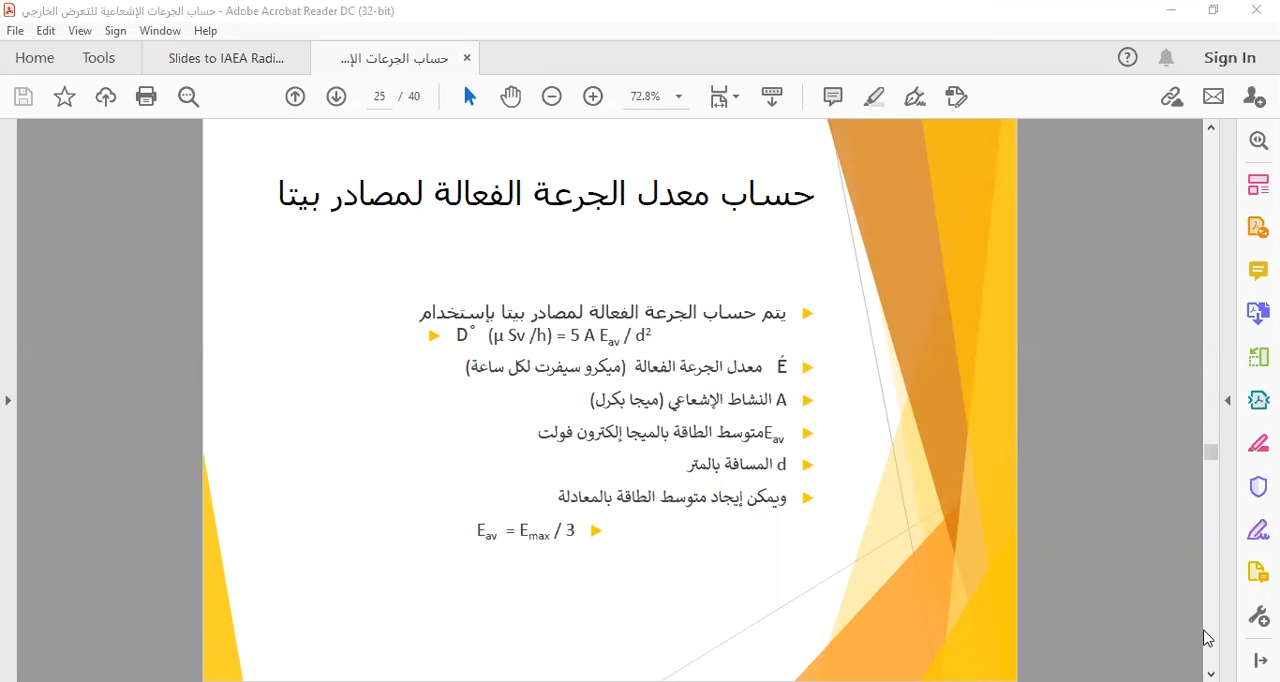 حساب الجرعات الإشعاعية للتعرض الخارجي - Adobe Acrobat Reader DC (32-bit)
File Edit View Sign Window Help
Home Tools Slides to IAEA Radi... حساب الجرعات الإ...‎ × Sign In
25 / 40 72.8%
حساب معدل الجرعة الفعالة لمصادر بيتا
يتم حساب الجرعة الفعالة لمصادر بيتا بإستخدام
D° (μ Sv /h) = 5 A Eav / d²
É معدل الجرعة الفعالة (ميكرو سيفرت لكل ساعة)
A النشاط الإشعاعي (ميجا بكرل)
Eav متوسط الطاقة بالميجا إلكترون فولت
d المسافة بالمتر
ويمكن إيجاد متوسط الطاقة بالمعادلة
Eav = Emax / 3